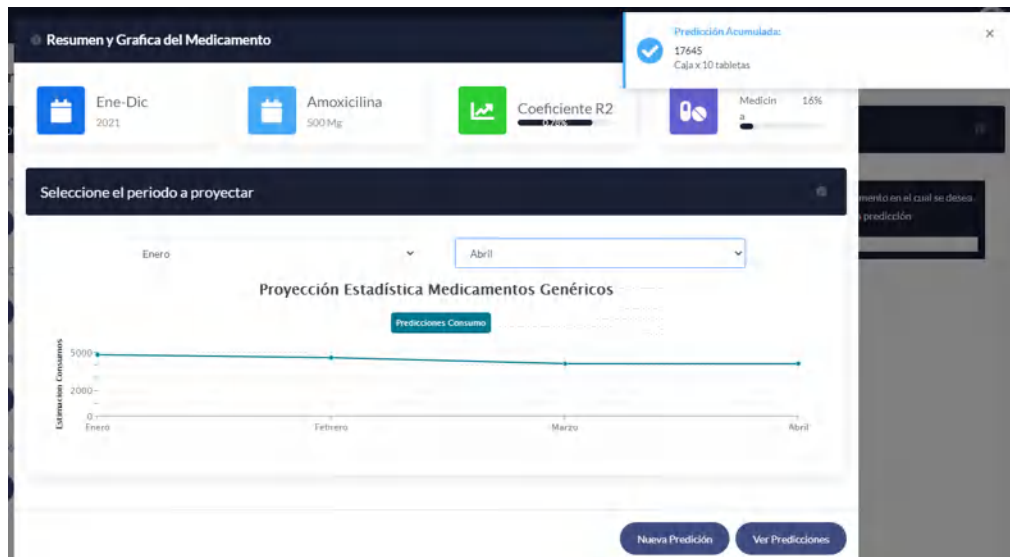 Resumen y Grafica del Medicamento
Predicción Acumulada:
17645
Caja x 10 tabletas
×
Ene-Dic
2021
Amoxicilina
500 Mg
Coeficiente R2
0.78%
Medicin
a
16%
Seleccione el periodo a proyectar
mento en el cual se desea
predicción
Enero
Abril
Proyección Estadística Medicamentos Genéricos
Predicciones Consumo
Estimacion Consumos
5000
2000
0
Enero
Febrero
Marzo
Abril
Nueva Predición
Ver Predicciones